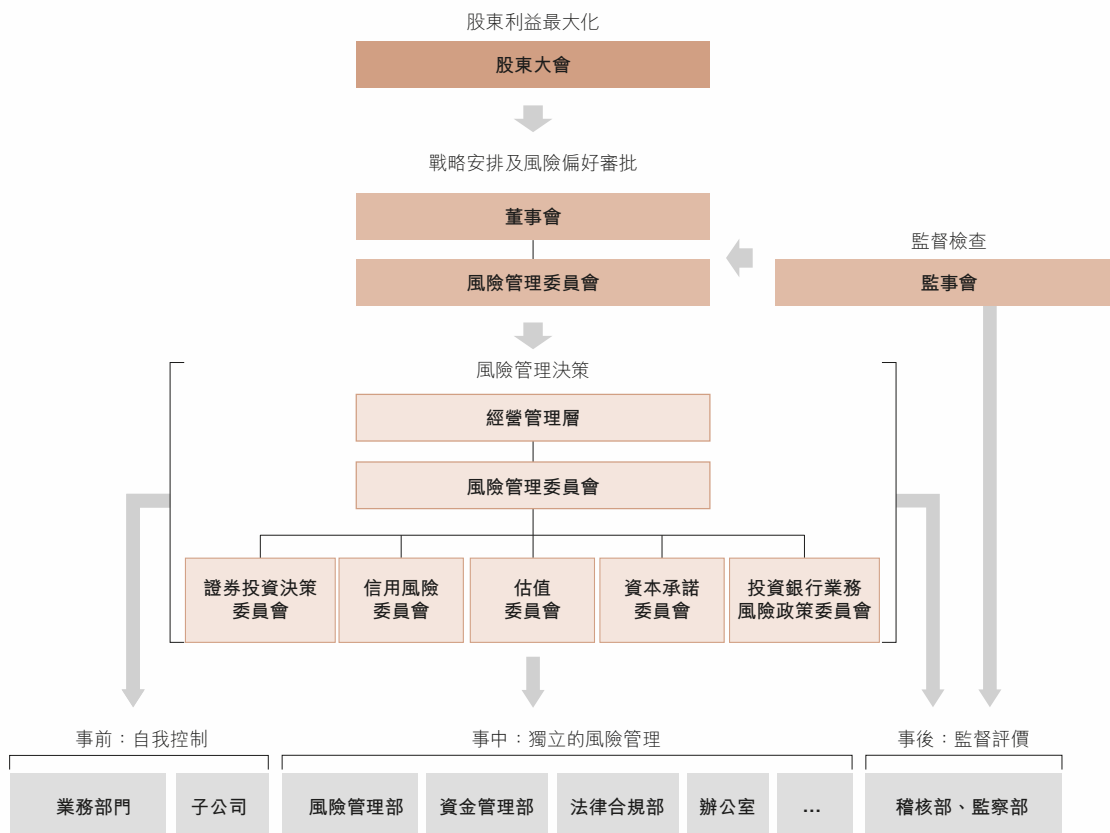 股東利益最大化
股東大會
戰略安排及風險偏好審批
董事會
監督檢查
風險管理委員會
監事會
風險管理決策
經營管理層
風險管理委員會
證券投資決策
委員會
信用風險
委員會
估值
委員會
資本承諾
委員會
投資銀行業務
風險政策委員會
事前：自我控制
事中：獨立的風險管理
事後：監督評價
業務部門
子公司
風險管理部
資金管理部
法律合規部
辦公室
...
稽核部、監察部